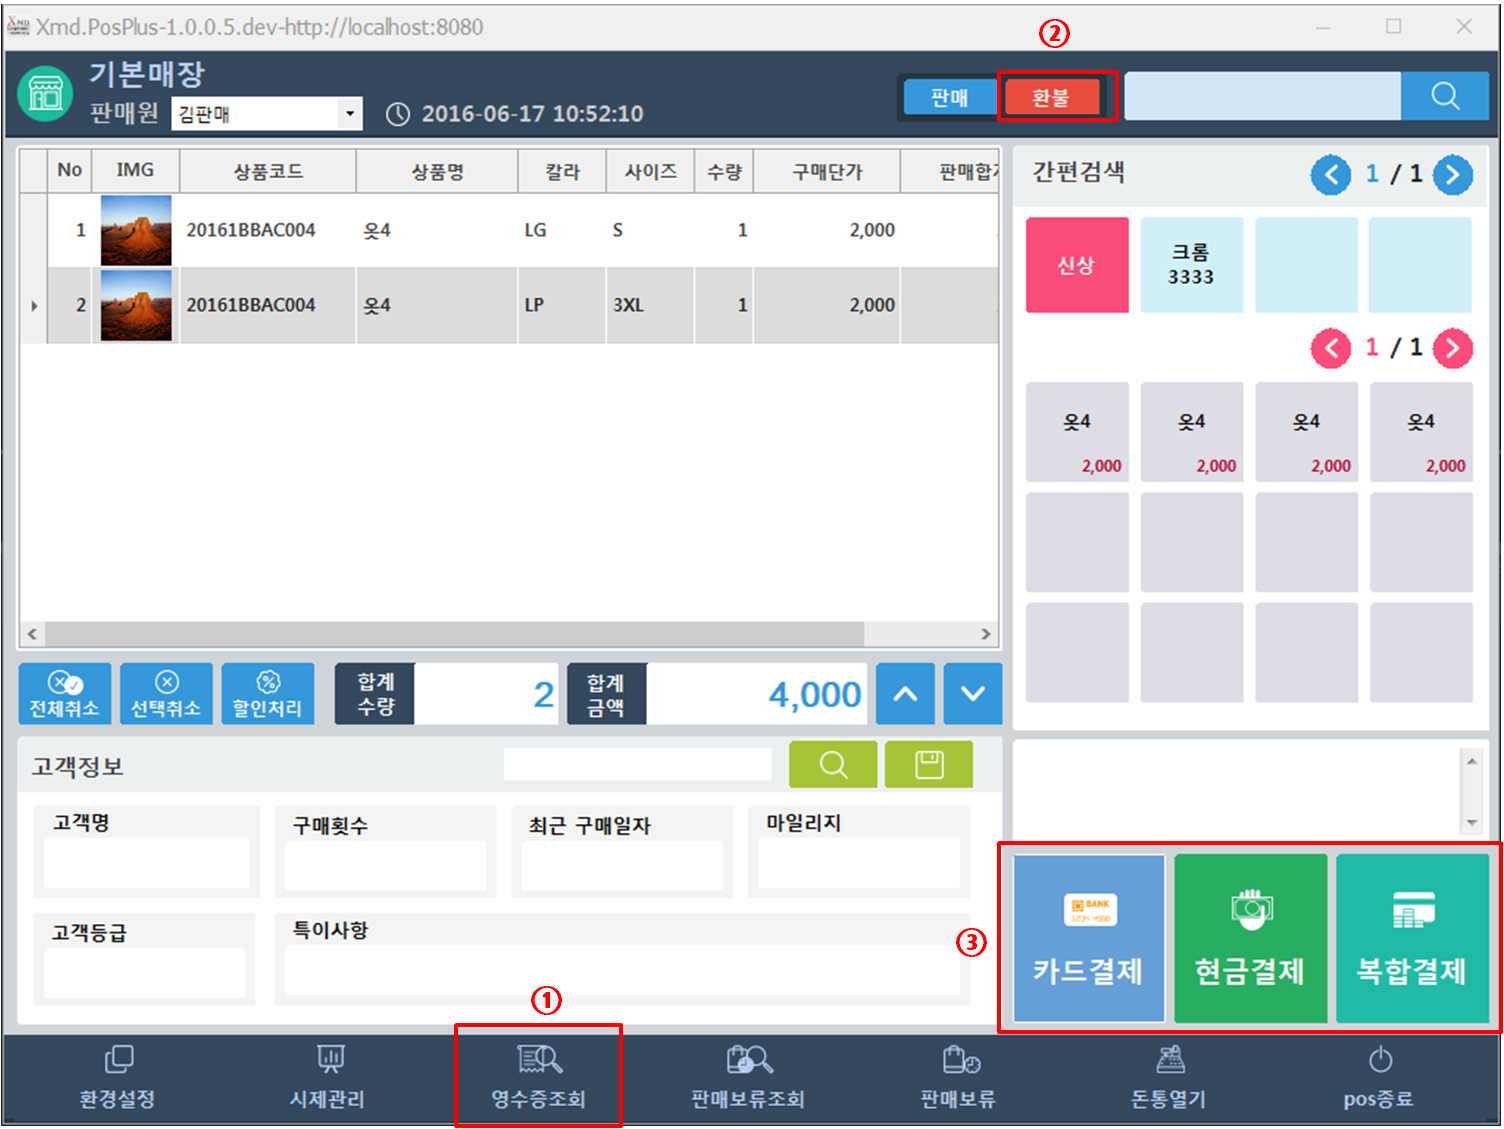 Xmd.PosPlus-1.0.0.5.dev-http://localhost:8080
②
기본매장
판매원 김판매 2016-06-17 10:52:10
판매 환불
No IMG 상품코드 상품명 칼라 사이즈 수량 구매단가 판매합
1 20161BBAC004 옷4 LG S 1 2,000
2 20161BBAC004 옷4 LP 3XL 1 2,000
간편검색 1 / 1
신상
크롬
3333
1 / 1
옷4 옷4 옷4 옷4
2,000 2,000 2,000 2,000
전체취소 선택취소 할인처리
합계
수량
2
합계
금액
4,000
고객정보
고객명 구매횟수 최근 구매일자 마일리지
고객등급 특이사항
③
BANK
카드결제 현금결제 복합결제
①
환경설정 시제관리 영수증조회 판매보류조회 판매보류 돈통열기 pos종료